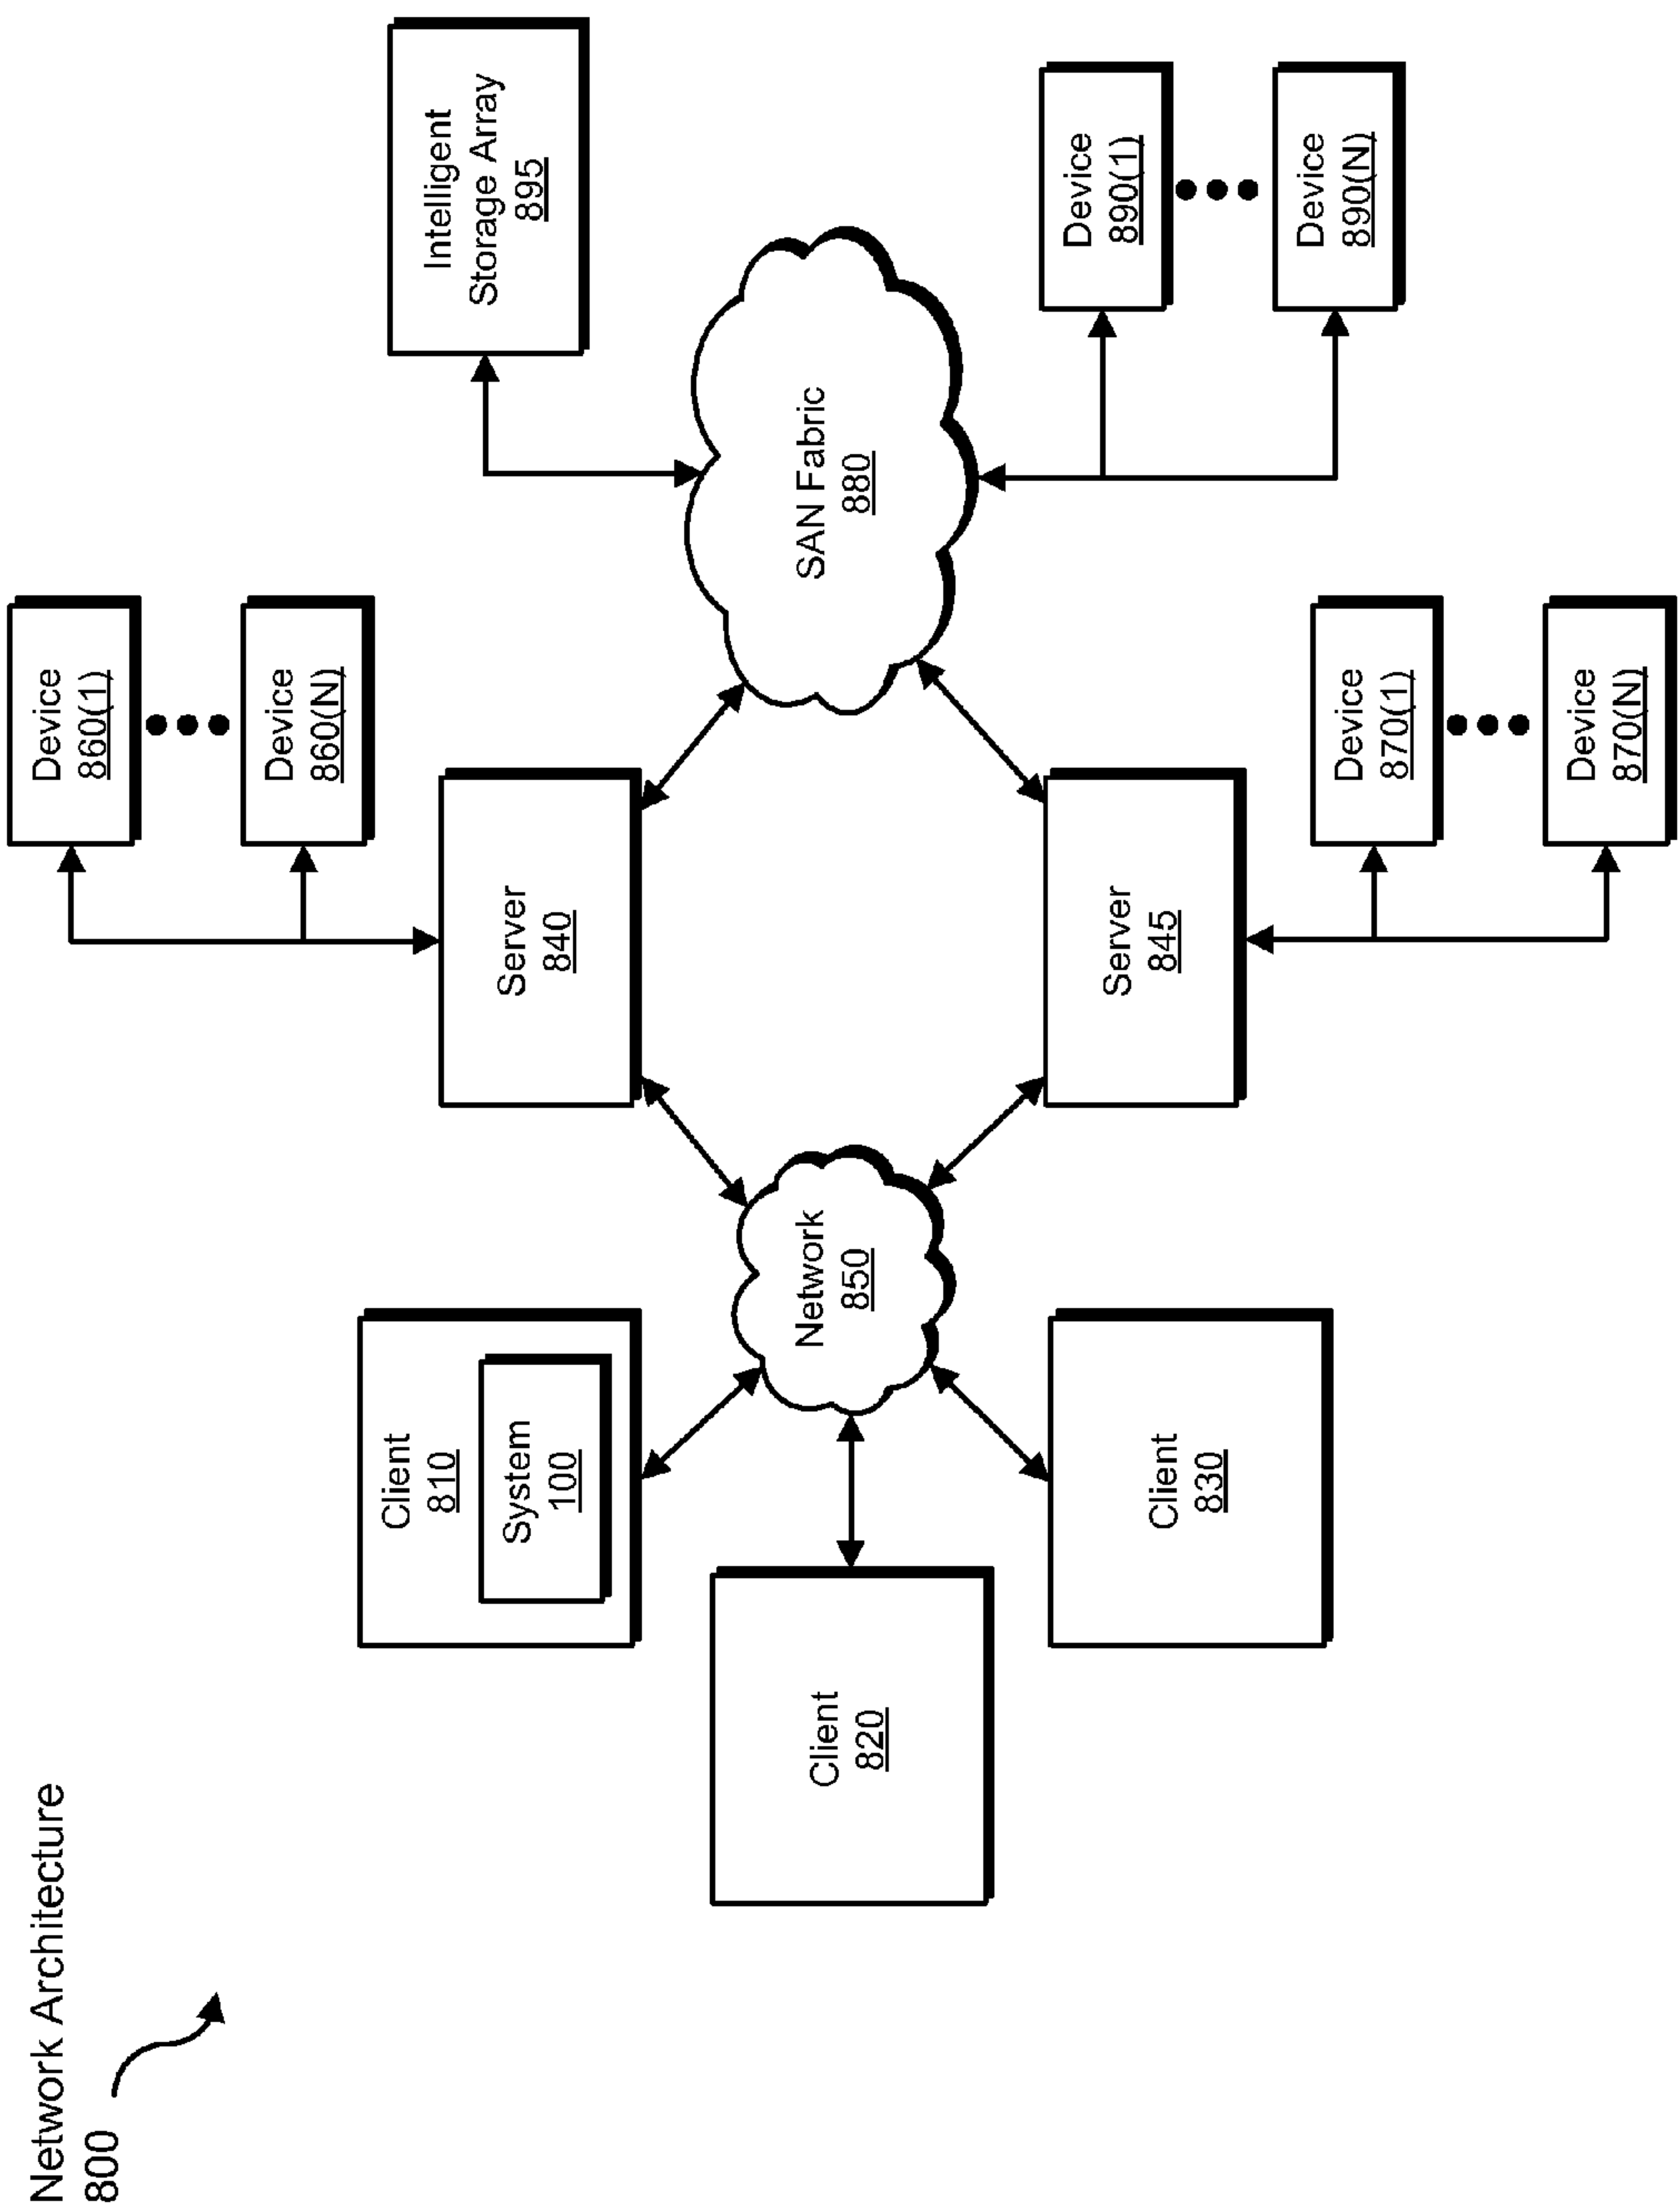 Network Architecture
800
Client
810
System
100
Client
820
Client
830
Network
850
Server
840
Server
845
Device
860(1)
Device
860(N)
Device
870(1)
Device
870(N)
SAN Fabric
880
Intelligent
Storage Array
895
Device
890(1)
Device
890(N)